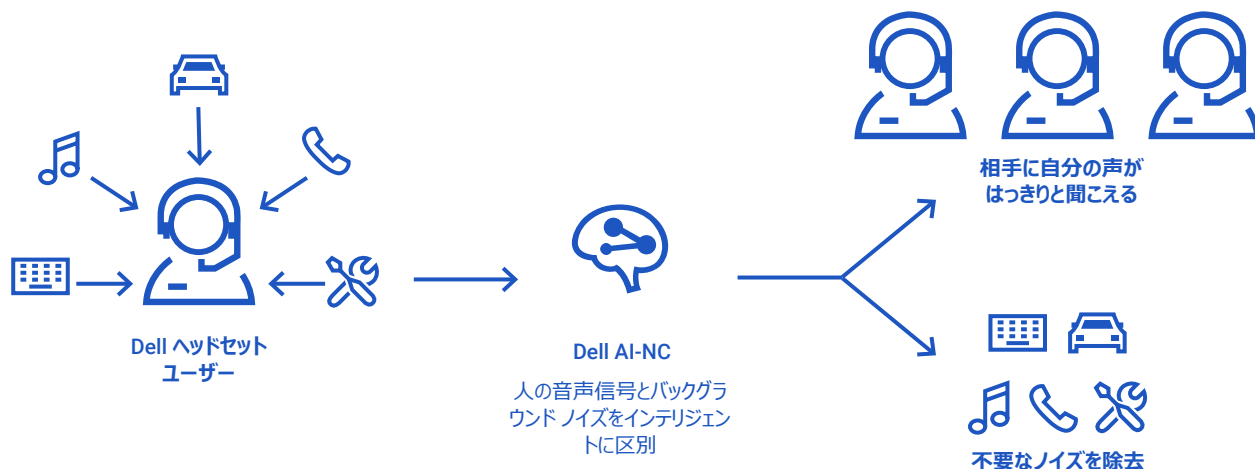 Dell ヘッドセット
ユーザー
Dell AI-NC
人の音声信号とバックグラ
ウンド ノイズをインテリジェン
トに区別
相手に自分の声が
はっきりと聞こえる
不要なノイズを除去